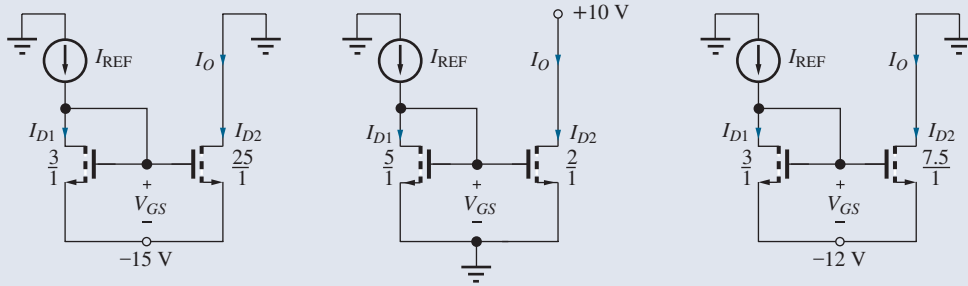 +10 V
I_REF I_O I_REF I_O I_REF I_O
I_D1 I_D2 I_D1 I_D2 I_D1 I_D2
3/1 25/1 5/1 2/1 3/1 7.5/1
+ + +
V_GS V_GS V_GS
− − −
−15 V −12 V